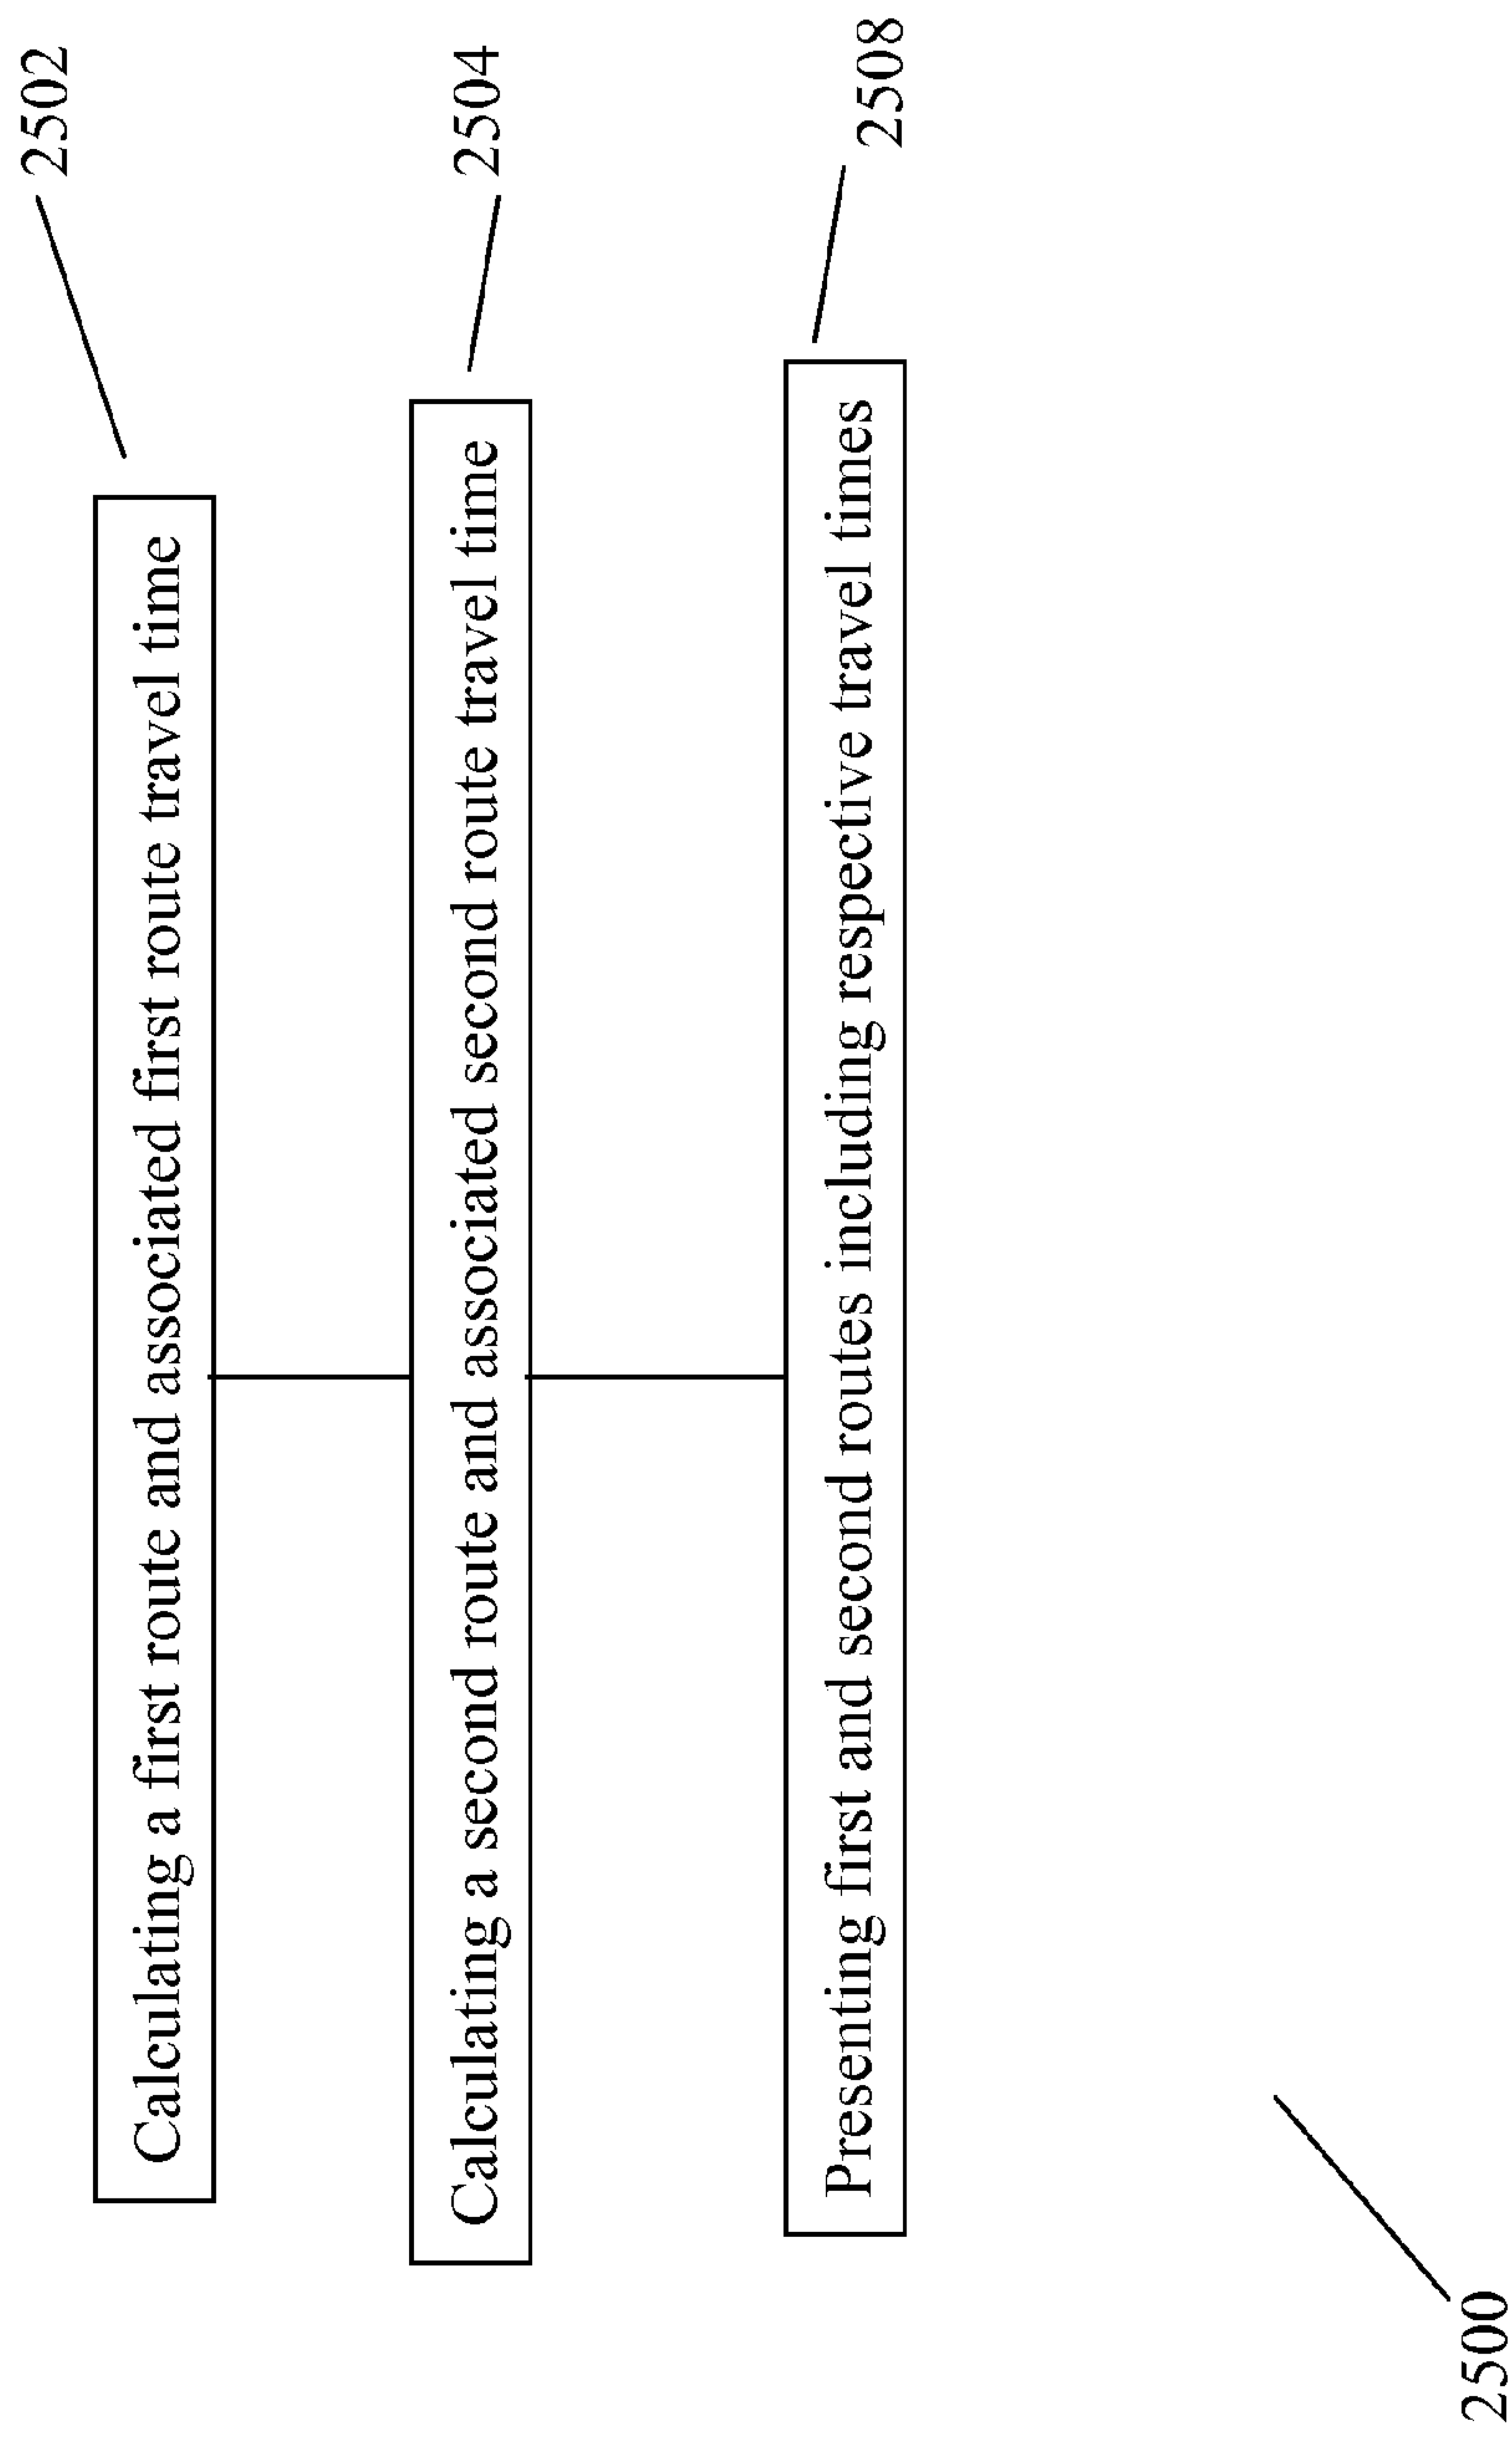 Calculating a first route and associated first route travel time
2502
Calculating a second route and associated second route travel time
2504
Presenting first and second routes including respective travel times
2508
2500